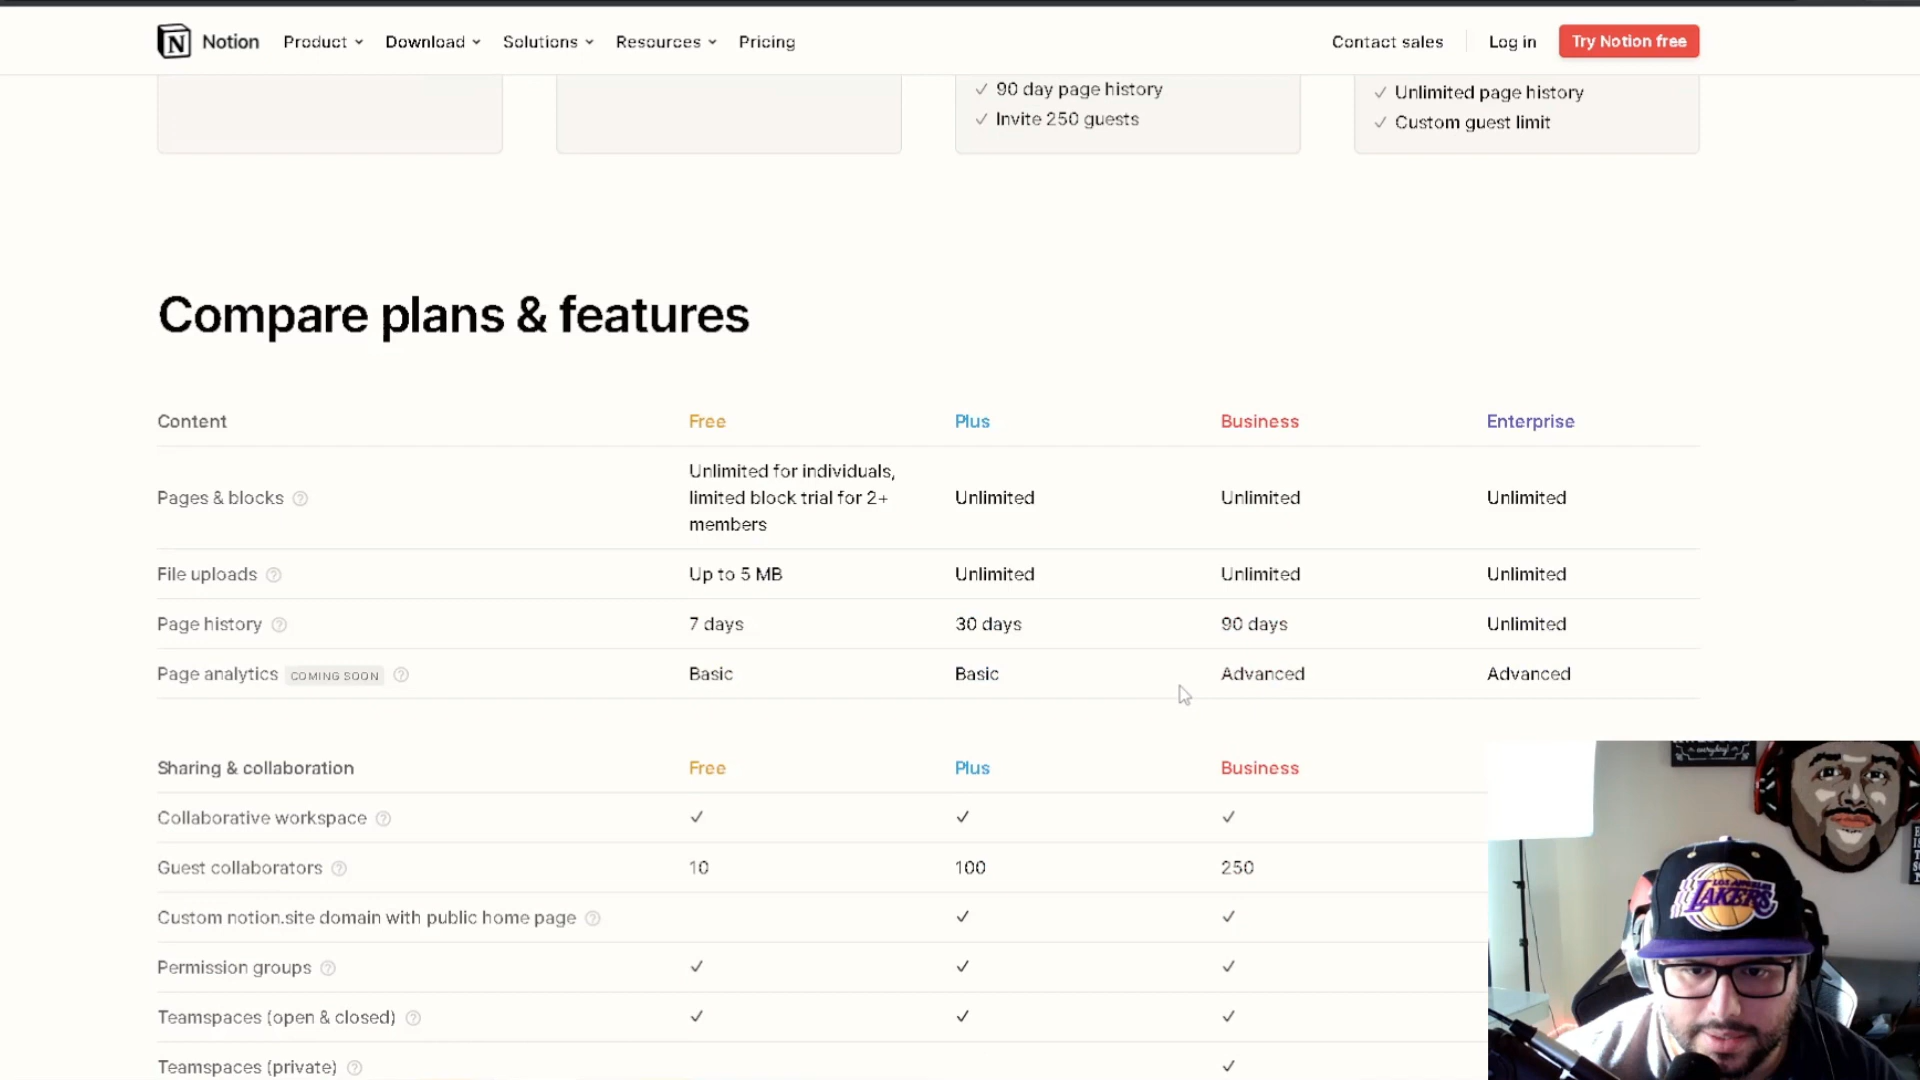 Notion Product Download Solutions Resources Pricing Contact sales Log in Try Notion free
90 day page history
Invite 250 guests
Unlimited page history
Custom guest limit
Compare plans & features
Content Free Plus Business Enterprise
Pages & blocks Unlimited for individuals, limited block trial for 2+ members Unlimited Unlimited Unlimited
File uploads Up to 5 MB Unlimited Unlimited Unlimited
Page history 7 days 30 days 90 days Unlimited
Page analytics COMING SOON Basic Basic Advanced Advanced
Sharing & collaboration Free Plus Business
Collaborative workspace ✓ ✓ ✓
Guest collaborators 10 100 250
Custom notion.site domain with public home page ✓ ✓
Permission groups ✓ ✓ ✓
Teamspaces (open & closed) ✓ ✓ ✓
Teamspaces (private) ✓
everyday!
LOS ANGELES
LAKERS